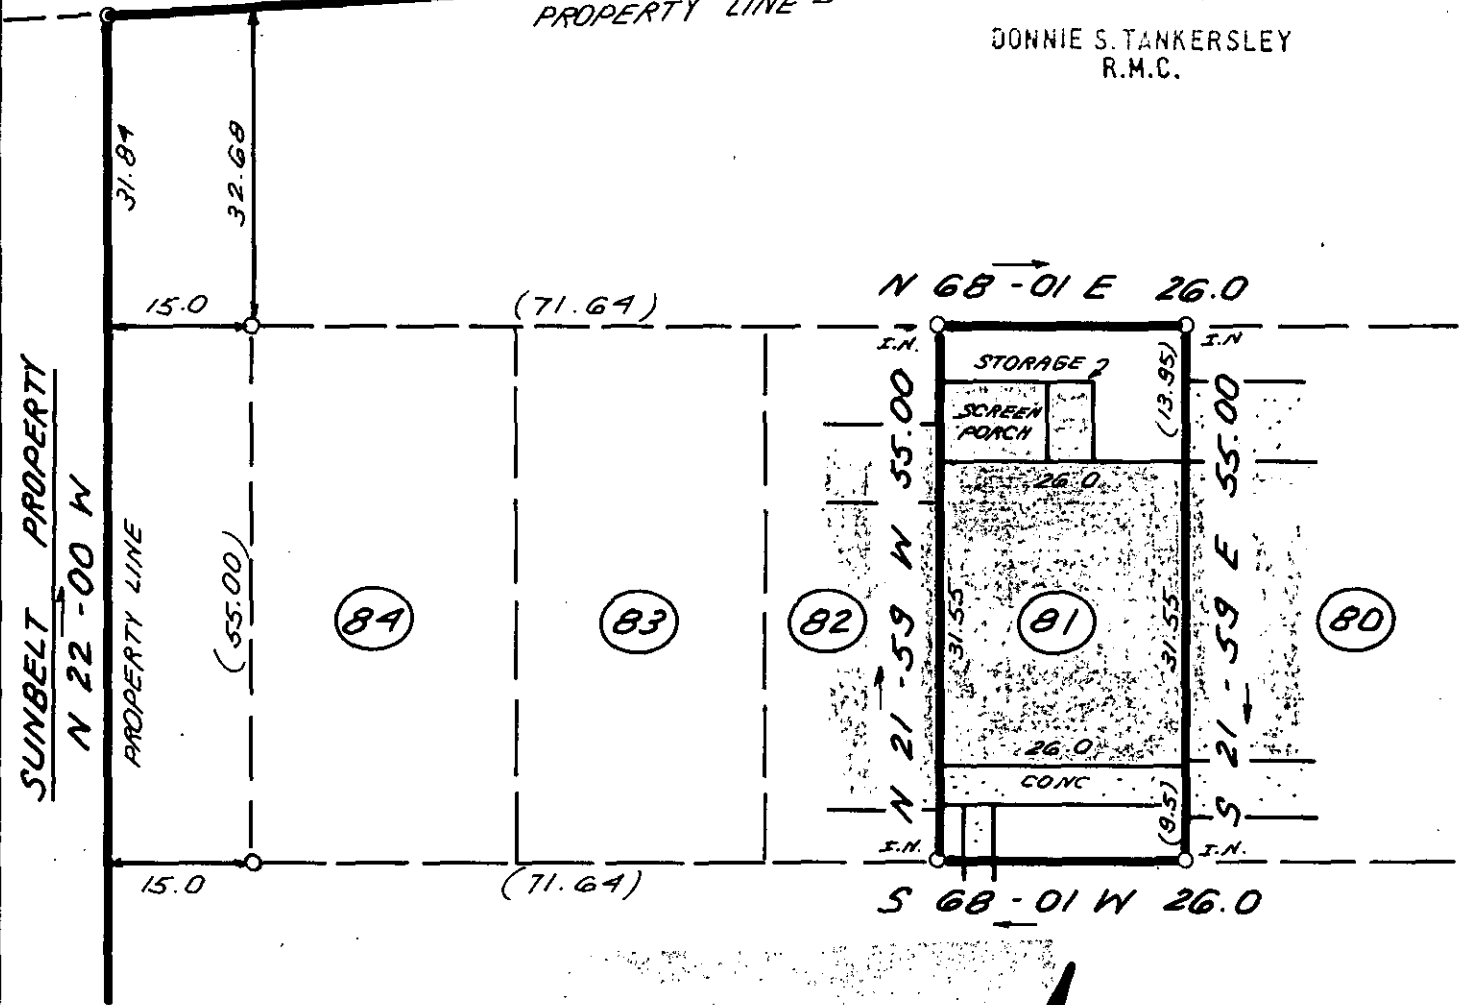 PROPERTY LINE
DONNIE S. TANKERSLEY
R.M.C.
31.84
32.68
15.0
(71.64)
N 68-01 E 26.0
I.N.
I.N
STORAGE
SCREEN
PORCH
(13.95)
N 21-59 W 55.00
S 21-59 E 55.00
26.0
SUNBELT PROPERTY
N 22-00 W
PROPERTY LINE
(55.00)
84
83
82
31.55
81
31.55
80
26.0
CONC
(9.5)
I.N.
I.N.
15.0
(71.64)
S 68-01 W 26.0